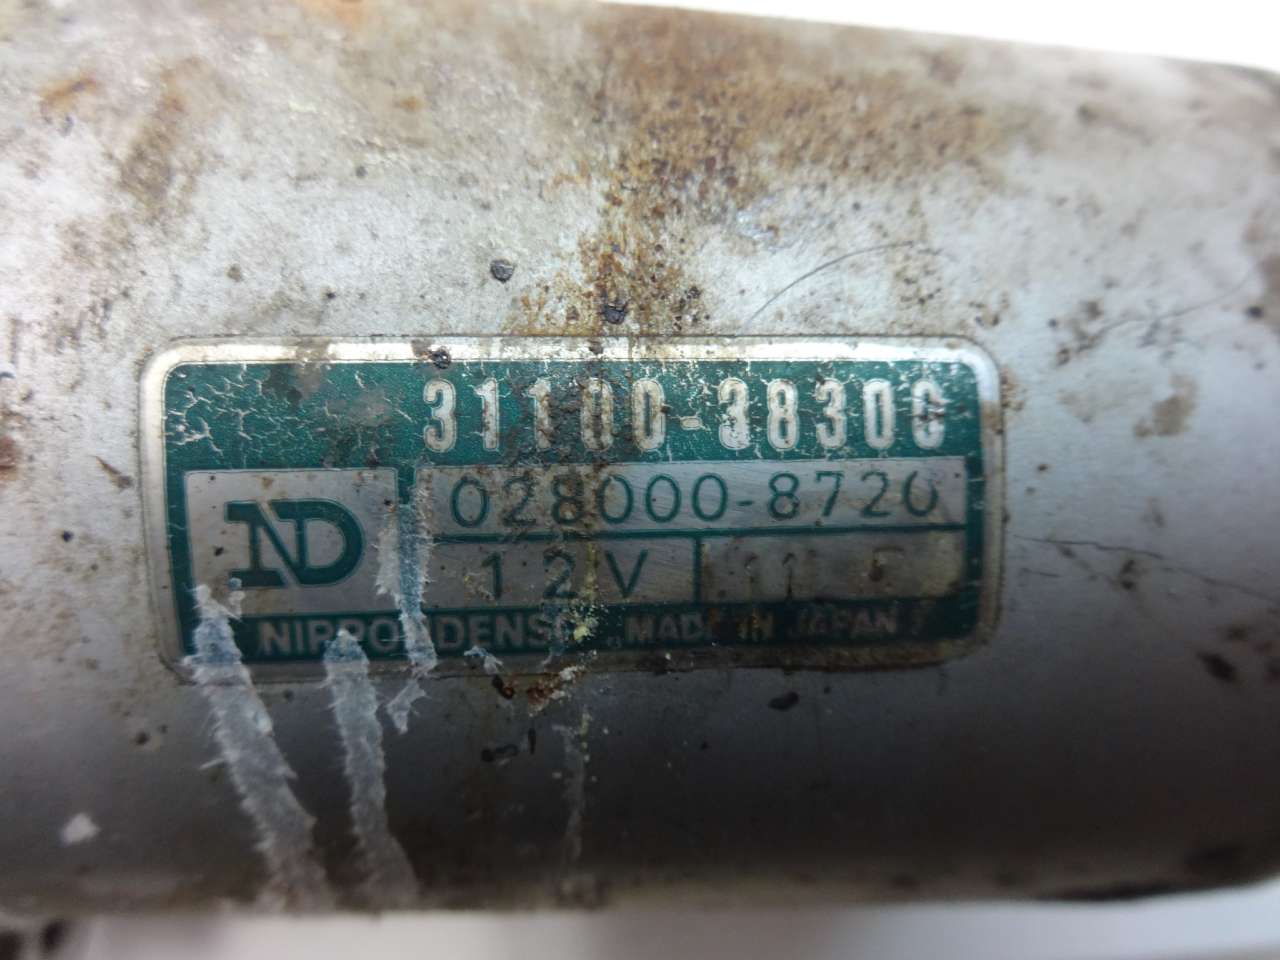 31100-38300
ND
028000-8720
12V
NIPPONDENSO MADE IN JAPAN